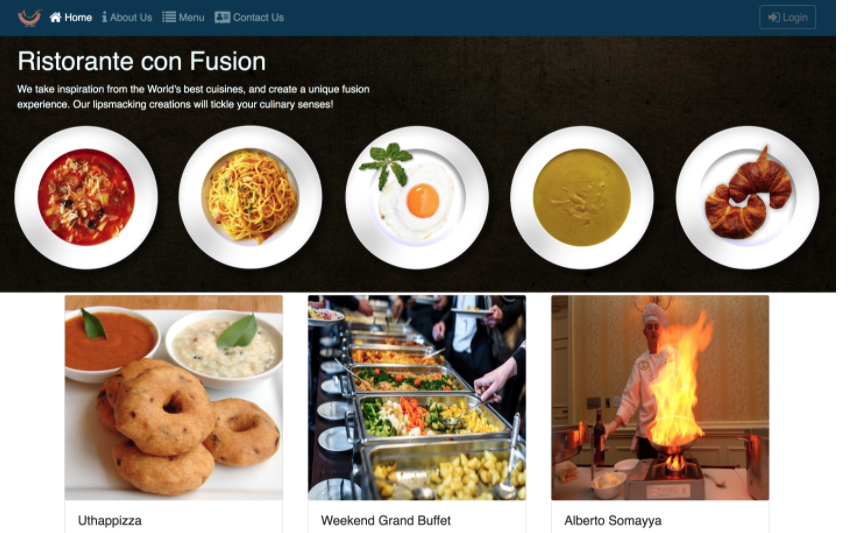 Home About Us Menu Contact Us Login
Ristorante con Fusion
We take inspiration from the World's best cuisines, and create a unique fusion
experience. Our lipsmacking creations will tickle your culinary senses!
Uthappizza
Weekend Grand Buffet
Alberto Somayya